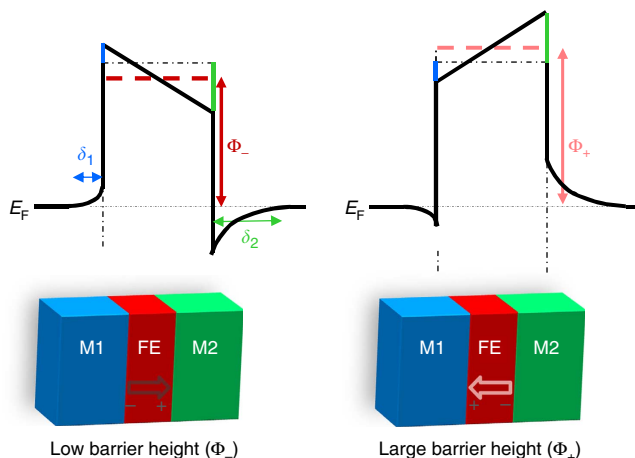 δ1
Φ−
EF
δ2
Φ+
EF
M1 FE M2
− +
M1 FE M2
+ −
Low barrier height (Φ−)
Large barrier height (Φ+)